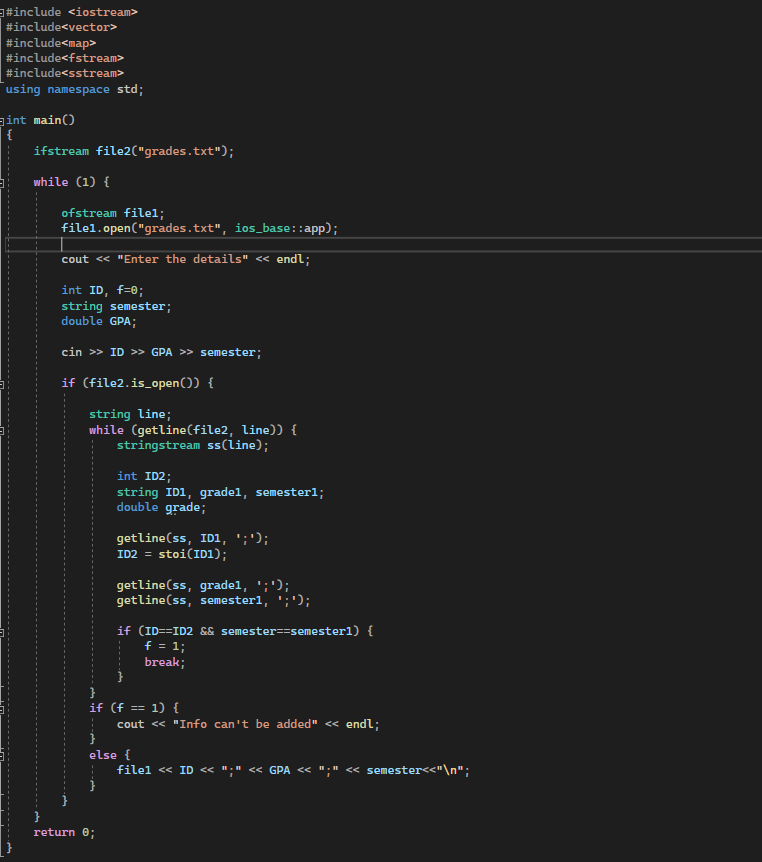 #include <iostream>
#include<vector>
#include<map>
#include<fstream>
#include<sstream>
using namespace std;
int main()
{
ifstream file2("grades.txt");
while (1) {
ofstream file1;
file1.open("grades.txt", ios_base::app);
cout << "Enter the details" << endl;
int ID, f=0;
string semester;
double GPA;
cin >> ID >> GPA >> semester;
if (file2.is_open()) {
string line;
while (getline(file2, line)) {
stringstream ss(line);
int ID2;
string ID1, grade1, semester1;
double grade;
getline(ss, ID1, ';');
ID2 = stoi(ID1);
getline(ss, grade1, ';');
getline(ss, semester1, ';');
if (ID==ID2 && semester==semester1) {
f = 1;
break;
}
}
if (f == 1) {
cout << "Info can't be added" << endl;
}
else {
file1 << ID << ";" << GPA << ";" << semester<<"\n";
}
}
}
return 0;
}